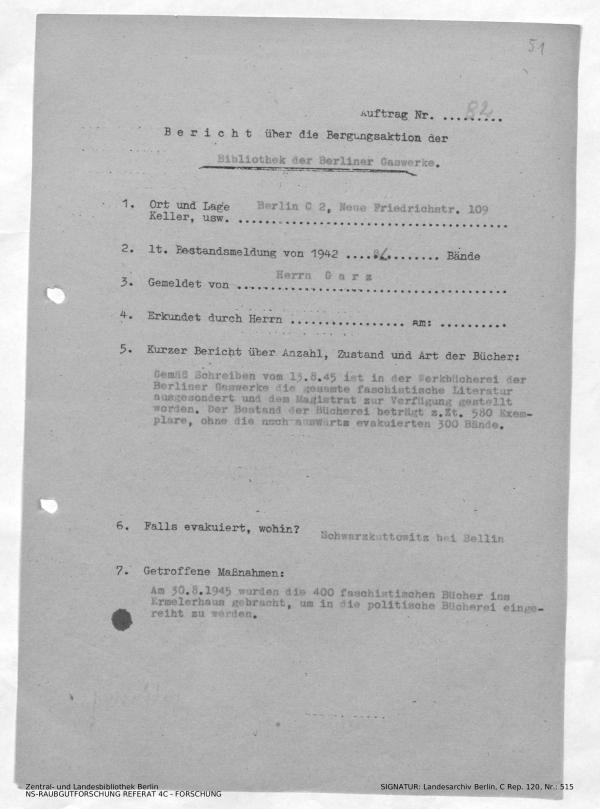 51
Auftrag Nr. ..84.....
B e r i c h t über die Bergungsaktion der
Bibliothek der Berliner Gaswerke.
1. Ort und Lage Berlin C 2, Neue Friedrichstr. 109
Keller, usw. ......................................
2. lt. Bestandsmeldung von 1942 ............. Bände
Herrn G a r z
3. Gemeldet von ......................................
4. Erkundet durch Herrn ................ am: ..........
5. Kurzer Bericht über Anzahl, Zustand und Art der Bücher:
Gemäß Schreiben vom 13.8.45 ist in der Werkbücherei der
Berliner Gaswerke die gesamte faschistische Literatur
ausgesondert und dem Magistrat zur Verfügung gestellt
worden. Der Bestand der Bücherei beträgt z.Zt. 580 Exem-
plare, ohne die nach auswärts evakuierten 300 Bände.
6. Falls evakuiert, wohin? Schwarzkuttowitz bei Bellin
7. Getroffene Maßnahmen:
Am 30.8.1945 wurden die 400 faschistischen Bücher ins
Ermelerhaus gebracht, um in die politische Bücherei einge-
reiht zu werden.
Zentral- und Landesbibliothek Berlin
NS-RAUBGUTFORSCHUNG REFERAT 4C - FORSCHUNG
SIGNATUR: Landesarchiv Berlin, C Rep. 120, Nr.: 515